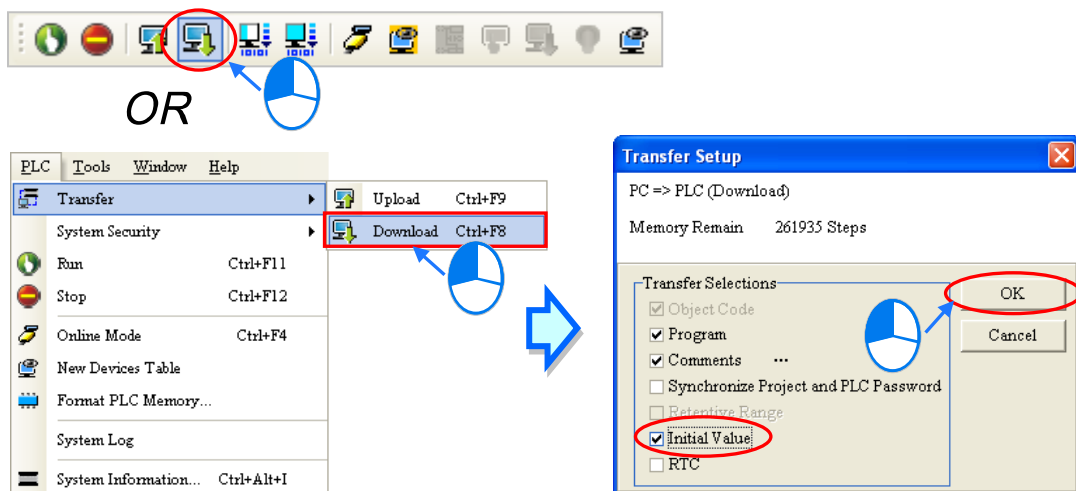 OR
PLC Tools Window Help
Transfer
System Security
Run Ctrl+F11
Stop Ctrl+F12
Online Mode Ctrl+F4
New Devices Table
Format PLC Memory...
System Log
System Information... Ctrl+Alt+I
Upload Ctrl+F9
Download Ctrl+F8
Transfer Setup
PC => PLC (Download)
Memory Remain 261935 Steps
Transfer Selections
Object Code
Program
Comments ...
Synchronize Project and PLC Password
Retentive Range
Initial Value
RTC
OK
Cancel